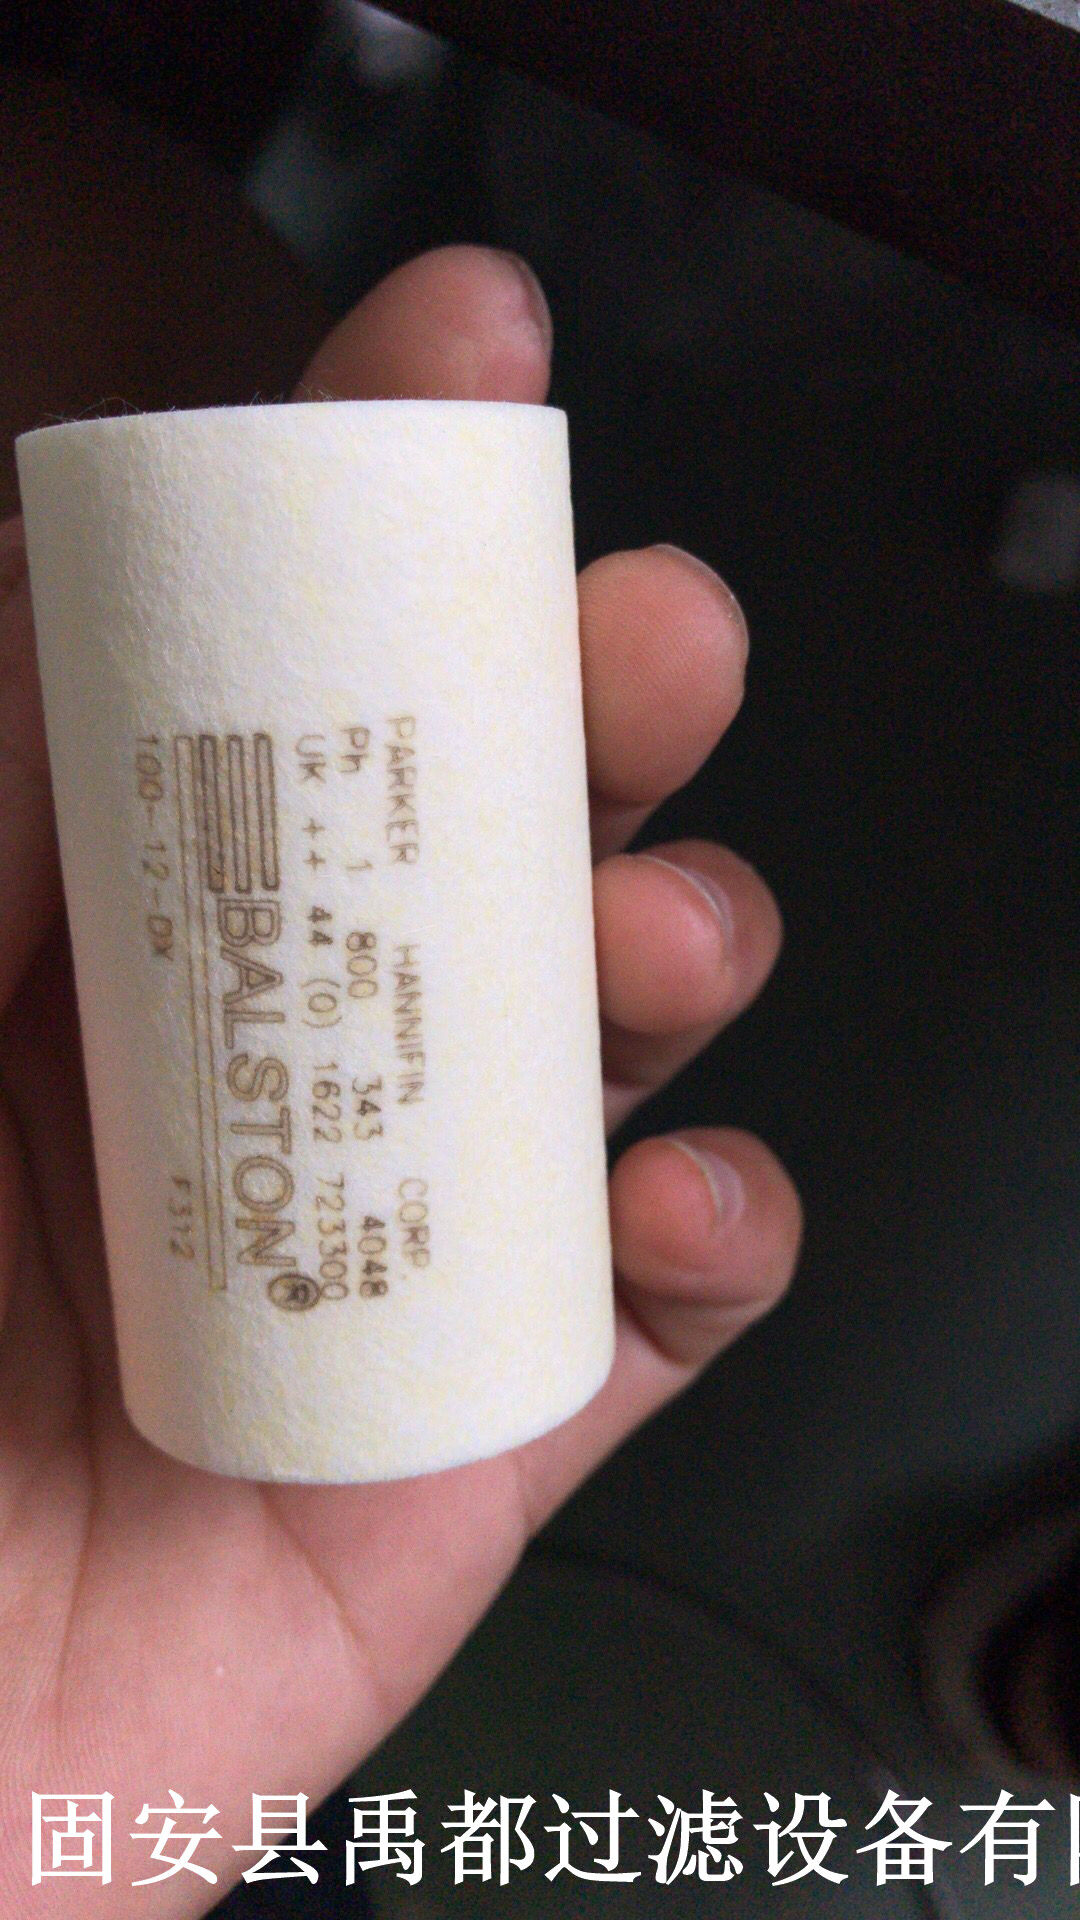 PARKER HANNIFIN CORP.
Ph 1 800 343 4048
UK ++ 44 (0) 1622 723300
BALSTON®
100-12-DX F312
固安县禹都过滤设备有